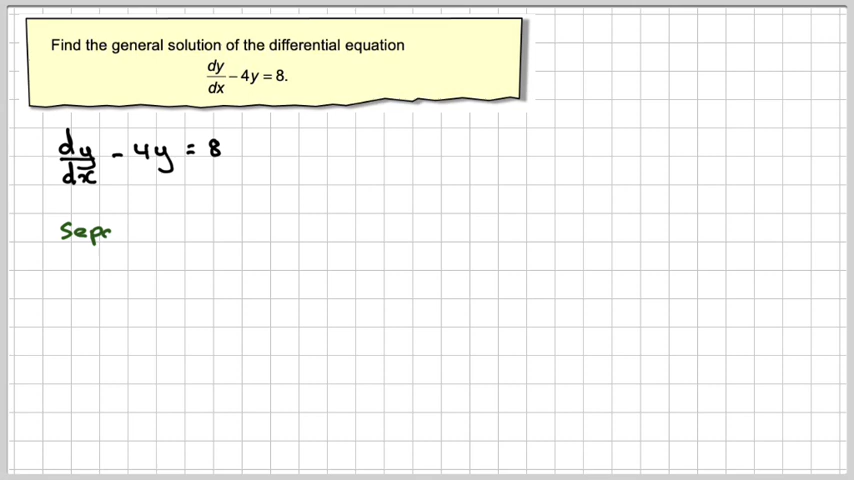 Find the general solution of the differential equation
dy/dx – 4y = 8.
dy/dx - 4y = 8